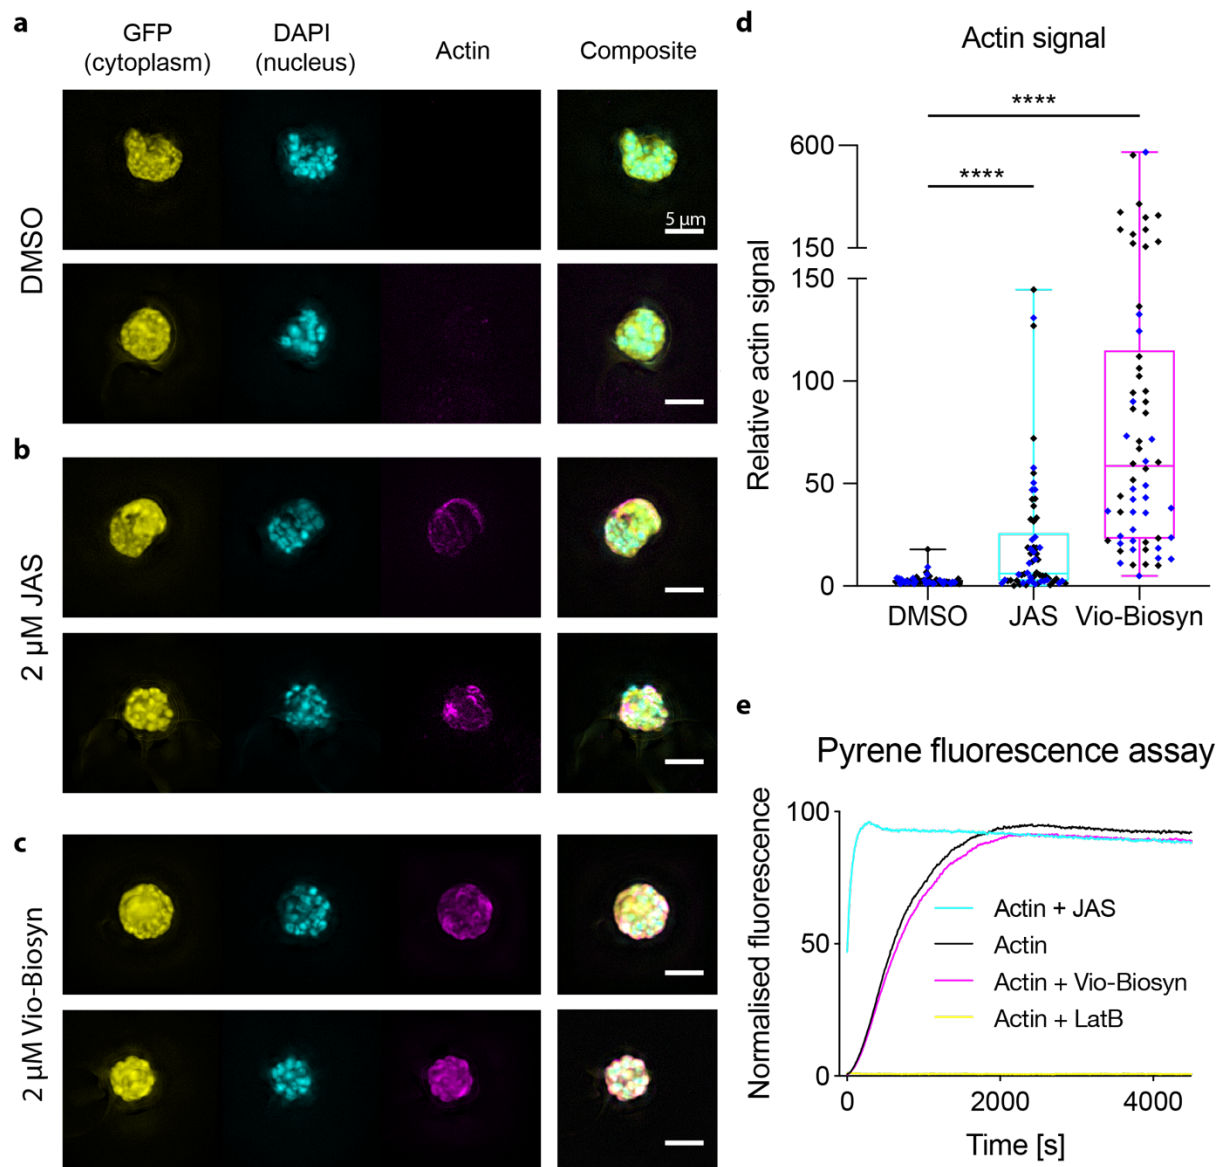 a
GFP
(cytoplasm)
DAPI
(nucleus)
Actin
Composite
DMSO
5 µm
b
2 µM JAS
c
2 µM Vio-Biosyn
d
Actin signal
****
****
Relative actin signal
600
150
150
100
50
0
DMSO
JAS
Vio-Biosyn
e
Pyrene fluorescence assay
Normalised fluorescence
100
50
0
Actin + JAS
Actin
Actin + Vio-Biosyn
Actin + LatB
0
2000
4000
Time [s]